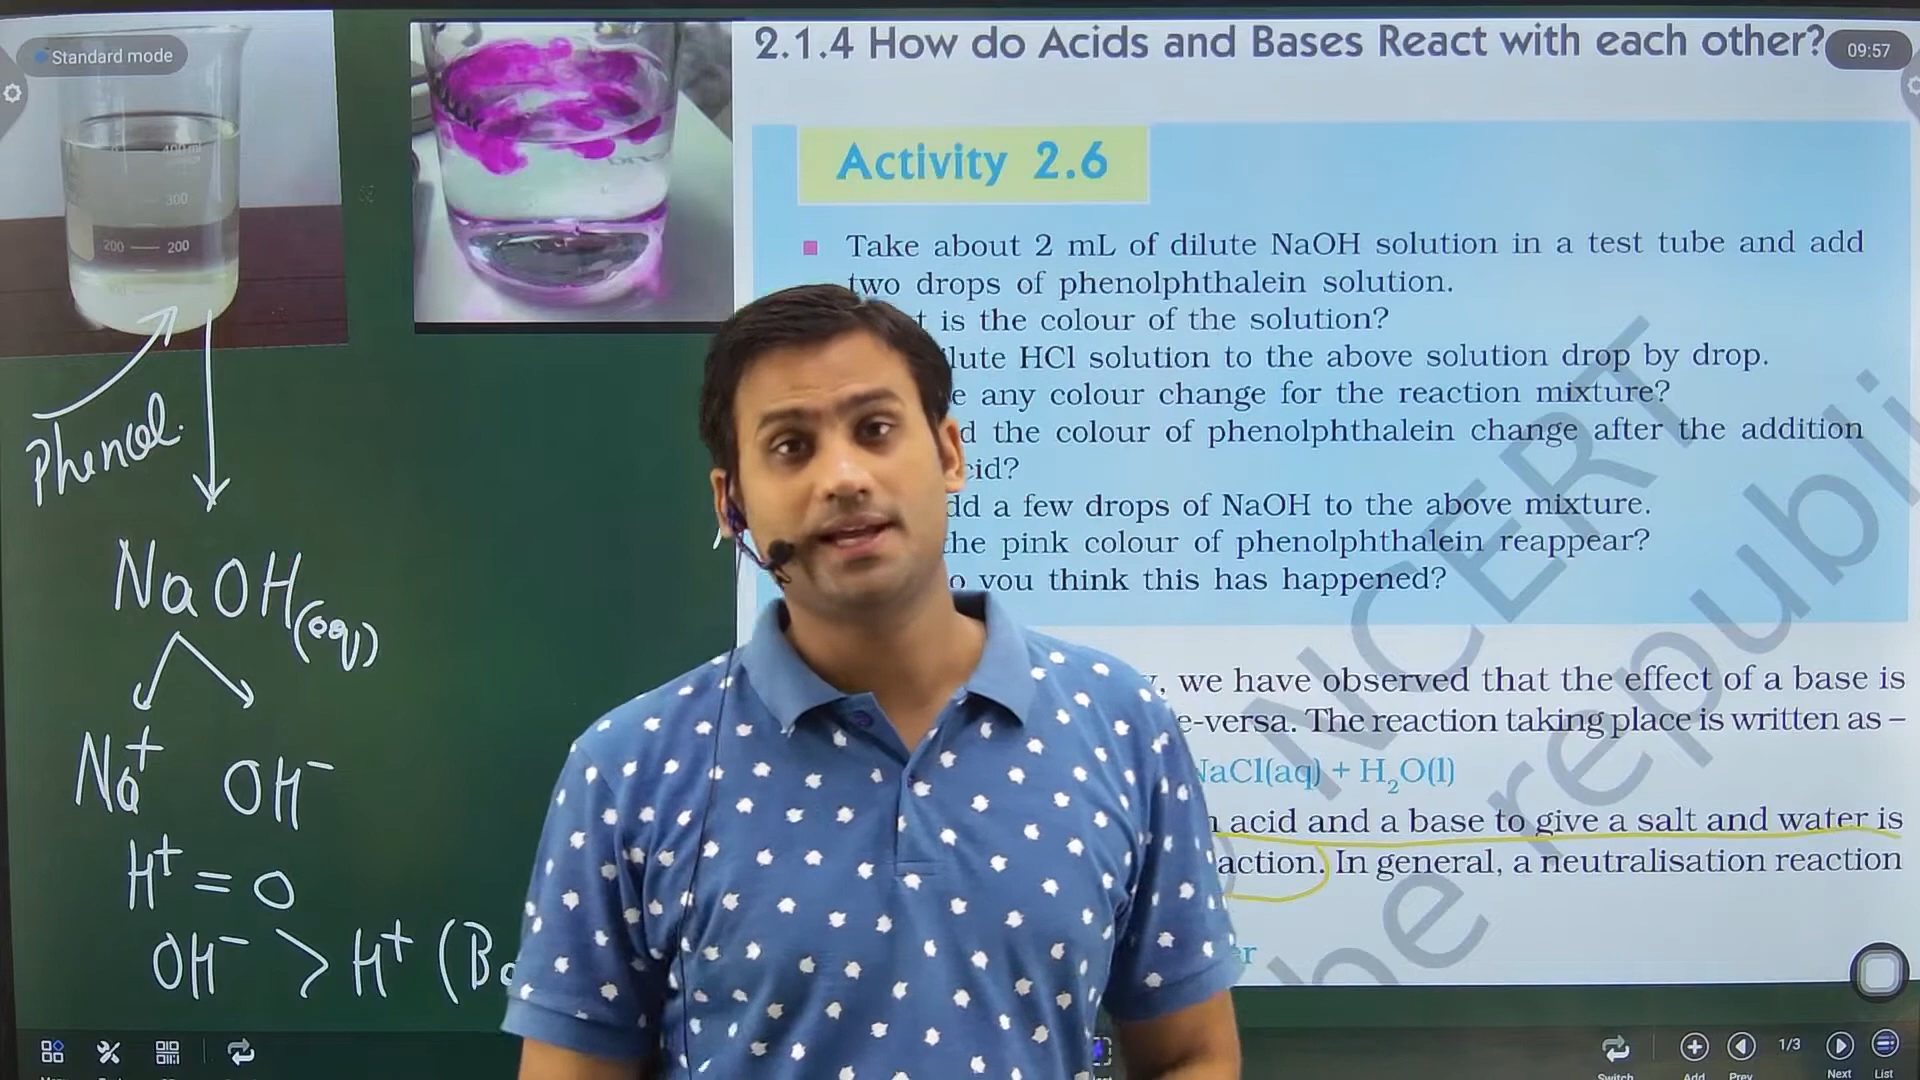 Standard mode
2.1.4 How do Acids and Bases React with each other?
09:57
Activity 2.6
400 ml
300
200 200
Take about 2 mL of dilute NaOH solution in a test tube and add
two drops of phenolphthalein solution.
is the colour of the solution?
HCl solution to the above solution drop by drop.
any colour change for the reaction mixture?
the colour of phenolphthalein change after the addition
a few drops of NaOH to the above mixture.
the pink colour of phenolphthalein reappear?
you think this has happened?
Phenol.
NaOH(aq)
Na+ OH-
H+ = 0
OH- > H+
we have observed that the effect of a base is
The reaction taking place is written as –
NaCl(aq) + H2O(l)
acid and a base to give a salt and water is
In general, a neutralisation reaction
NCERT
be republi
1/3
Switch Add Prev Next List